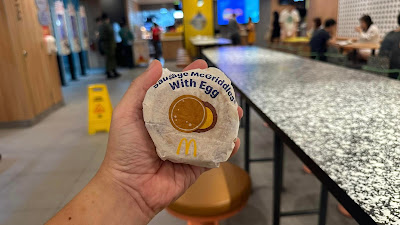 Sausage McGriddles
With Egg